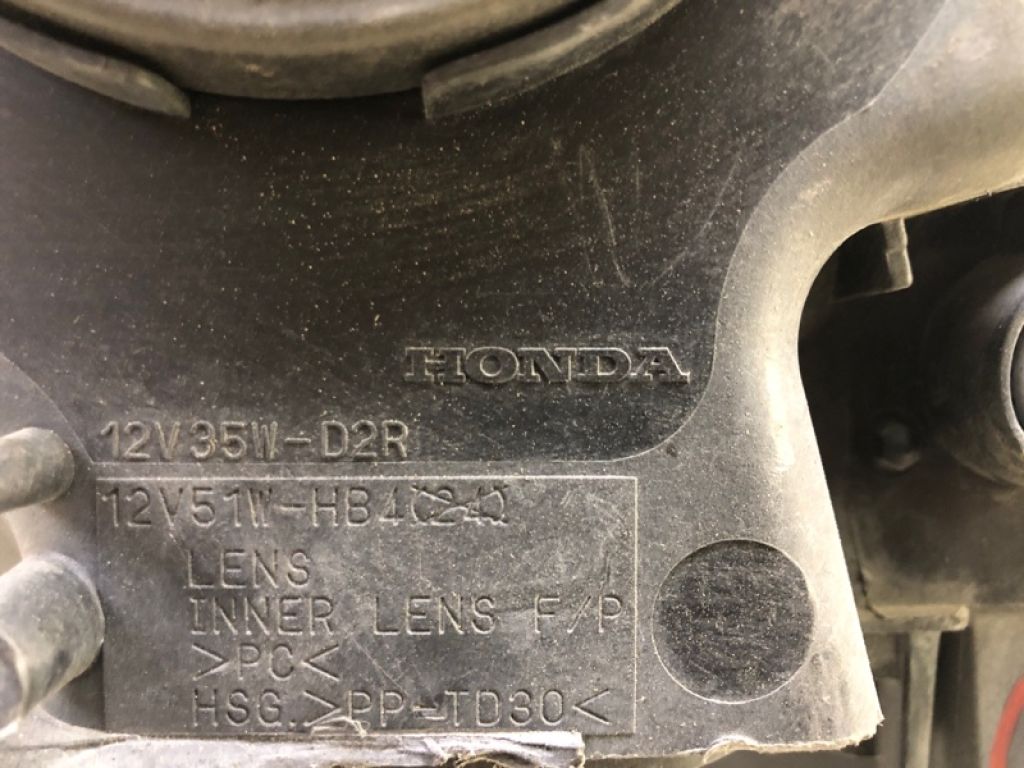 HONDA
12V35W-D2R
12V51W-HB4
LENS
INNER LENS F/P
>PC<
HSG.>PP-TD30<